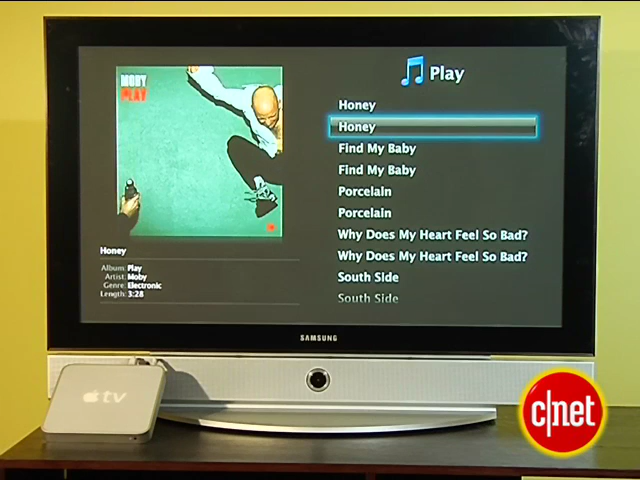 MOBY
PLAY
Play
Honey
Honey
Find My Baby
Find My Baby
Porcelain
Porcelain
Why Does My Heart Feel So Bad?
Why Does My Heart Feel So Bad?
South Side
South Side
Honey
Album: Play
Artist: Moby
Genre: Electronic
Length: 3:28
SAMSUNG
tv
c|net